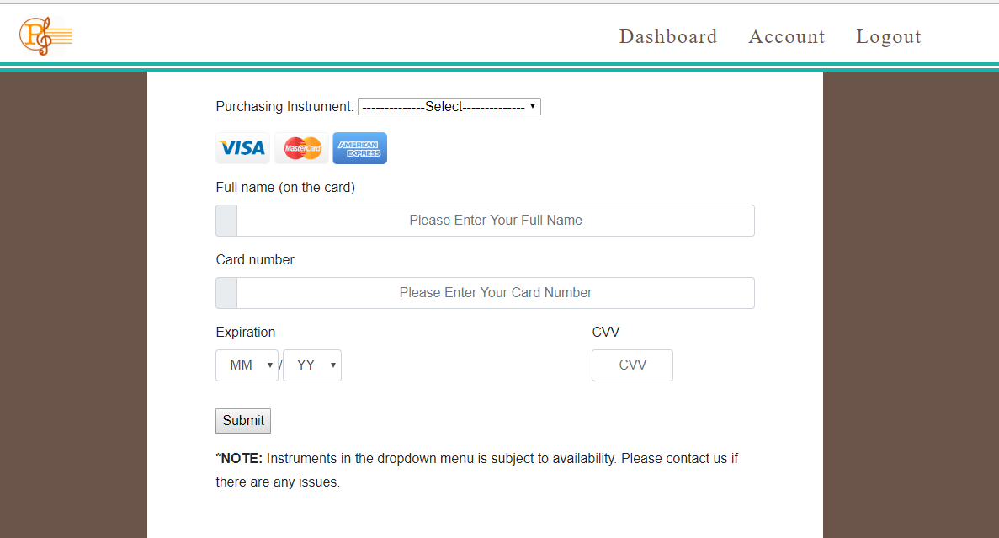 P
Dashboard Account Logout
Purchasing Instrument: --------------Select--------------
VISA MasterCard AMERICAN EXPRESS
Full name (on the card)
Please Enter Your Full Name
Card number
Please Enter Your Card Number
Expiration CVV
MM / YY CVV
Submit
*NOTE: Instruments in the dropdown menu is subject to availability. Please contact us if
there are any issues.